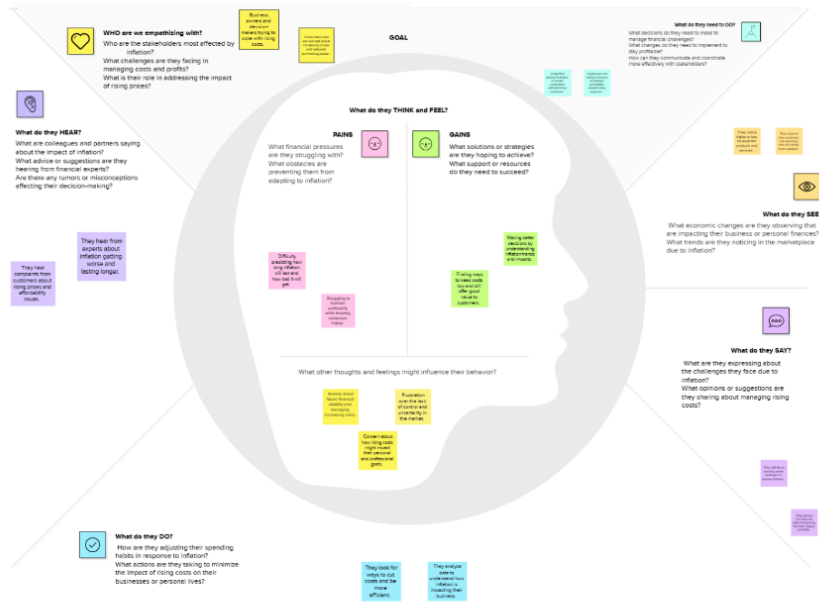 WHO are we empathizing with?
Who are the stakeholders most affected by
inflation?
What challenges are they facing in
managing costs and profits?
What is their role in addressing the impact
of rising prices?
Business
owners and
decision-
makers trying to
cope with rising
costs.
GOAL
What do they need to DO?
What decisions do they need to make to
manage financial challenges?
What changes do they need to implement to
stay profitable?
How can they communicate and coordinate
more effectively with stakeholders?
What do they HEAR?
What are colleagues and partners saying
about the impact of inflation?
What advice or suggestions are they
hearing from financial experts?
Are there any rumors or misconceptions
affecting their decision-making?
They hear from
experts about
inflation getting
worse and
lasting longer.
They hear
complaints from
customers about
rising prices and
affordability
issues.
What do they THINK and FEEL?
PAINS
What financial pressures
are they struggling with?
What obstacles are
preventing them from
adapting to inflation?
Difficulty
predicting how
long inflation
will last and
how bad it will
get.
Struggling to
maintain
profitability
while keeping
customers
happy.
GAINS
What solutions or strategies
are they hoping to achieve?
What support or resources
do they need to succeed?
Making better
decisions by
understanding
inflation trends
and impacts.
Finding ways
to keep costs
low and still
offer good
value to
customers.
What other thoughts and feelings might influence their behavior?
Anxiety about
future financial
stability and
managing
increasing costs.
Frustration
over the lack
of control and
uncertainty in
the market.
Concern about
how rising costs
might impact
their personal
and professional
goals.
What do they SEE
What economic changes are they observing that
are impacting their business or personal finances?
What trends are they noticing in the marketplace
due to inflation?
What do they SAY?
What are they expressing about
the challenges they face due to
inflation?
What opinions or suggestions are
they sharing about managing rising
costs?
What do they DO?
How are they adjusting their spending
habits in response to inflation?
What actions are they taking to minimize
the impact of rising costs on their
businesses or personal lives?
They look for
ways to cut
costs and be
more
efficient.
They analyze
data to
understand how
inflation is
impacting their
business.